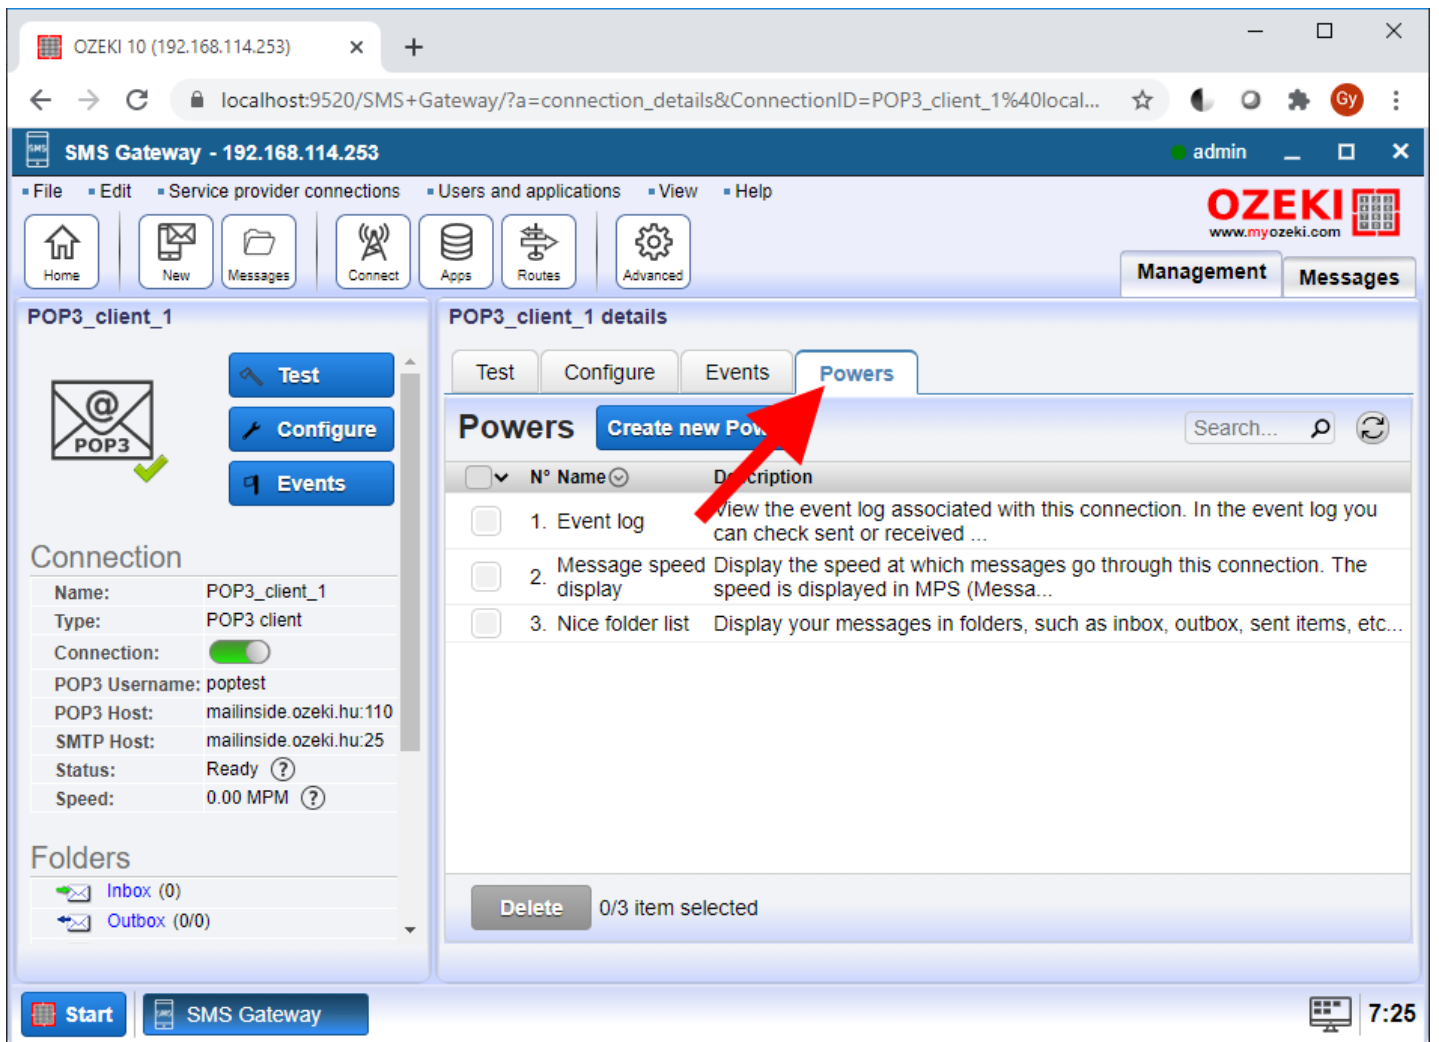 OZEKI 10 (192.168.114.253)
localhost:9520/SMS+Gateway/?a=connection_details&ConnectionID=POP3_client_1%40local...
Gy
SMS
SMS Gateway - 192.168.114.253
admin
File Edit Service provider connections Users and applications View Help
OZEKI
www.myozeki.com
Home New Messages Connect Apps Routes Advanced
Management Messages
POP3_client_1
POP3_client_1 details
@
POP3
Test
Configure
Events
Test Configure Events Powers
Powers
Create new
Search...
N° Name
1. Event log
View the event log associated with this connection. In the event log you
can check sent or received ...
2. Message speed
display
Display the speed at which messages go through this connection. The
speed is displayed in MPS (Messa...
3. Nice folder list
Display your messages in folders, such as inbox, outbox, sent items, etc...
Connection
Name: POP3_client_1
Type: POP3 client
Connection:
POP3 Username: poptest
POP3 Host: mailinside.ozeki.hu:110
SMTP Host: mailinside.ozeki.hu:25
Status: Ready ?
Speed: 0.00 MPM ?
Folders
Inbox (0)
Outbox (0/0)
Delete
0/3 item selected
Start
SMS Gateway
7:25